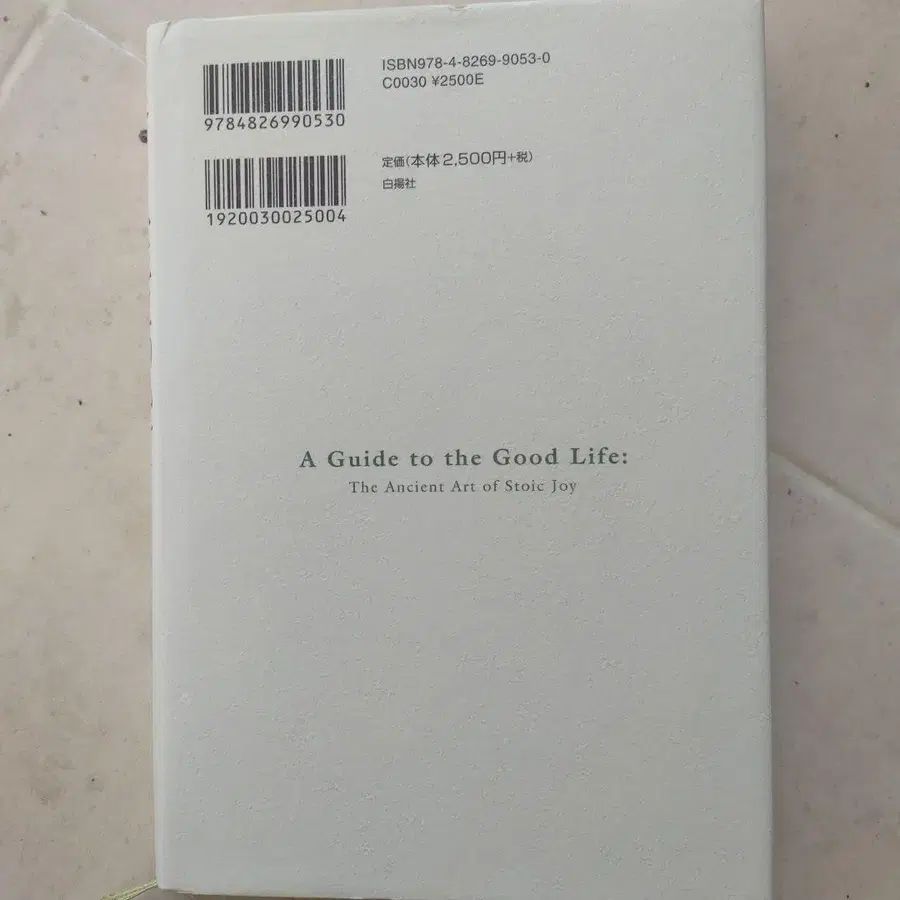 ISBN978-4-8269-9053-0
C0030 ¥2500E
9784826990530
定価(本体2,500円+税)
白揚社
1920030025004
A Guide to the Good Life:
The Ancient Art of Stoic Joy